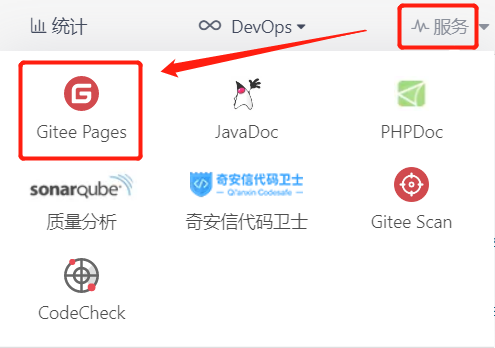 统计
DevOps
服务
Gitee Pages
JavaDoc
PHPDoc
sonarqube
奇安信代码卫士
Qi'anxin Codesafe
质量分析
奇安信代码卫士
Gitee Scan
CodeCheck